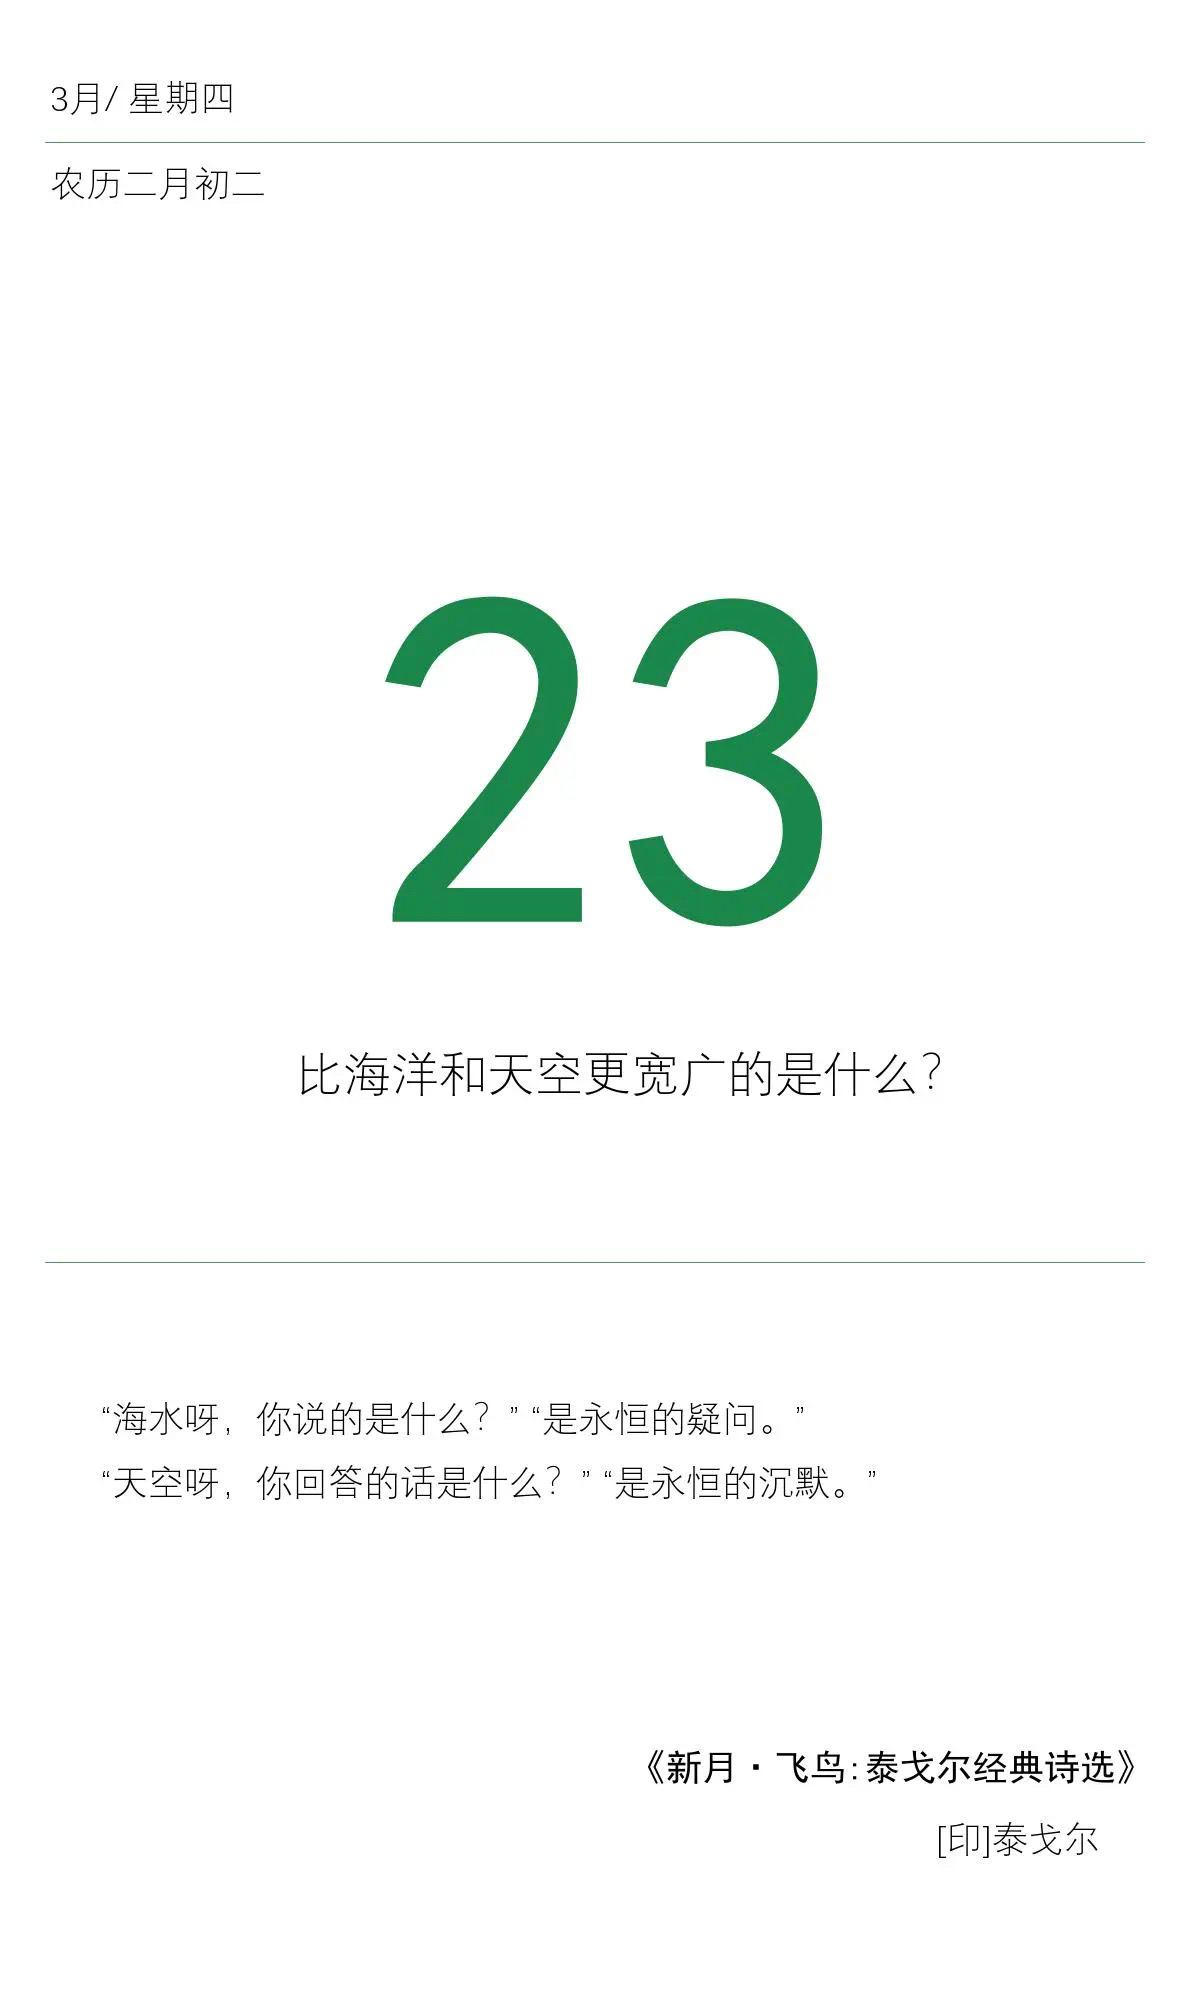 3月/ 星期四
农历二月初二
23
比海洋和天空更宽广的是什么？
“海水呀，你说的是什么？” “是永恒的疑问。”
“天空呀，你回答的话是什么？” “是永恒的沉默。”
《新月·飞鸟：泰戈尔经典诗选》
[印]泰戈尔